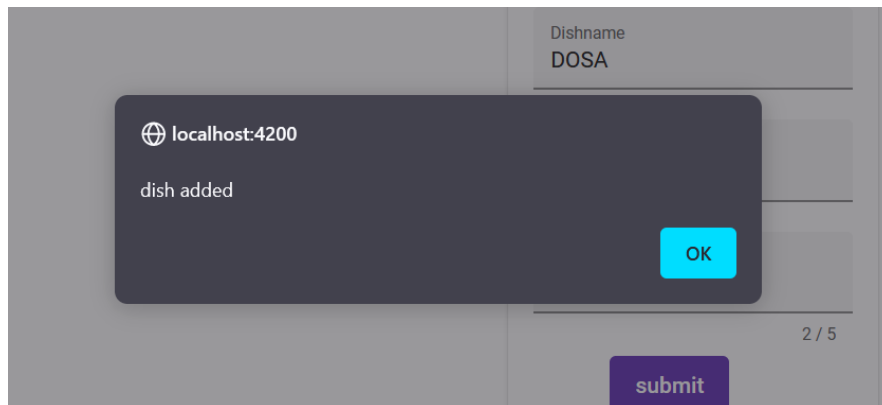 Dishname
DOSA
localhost:4200
dish added
OK
2 / 5
submit